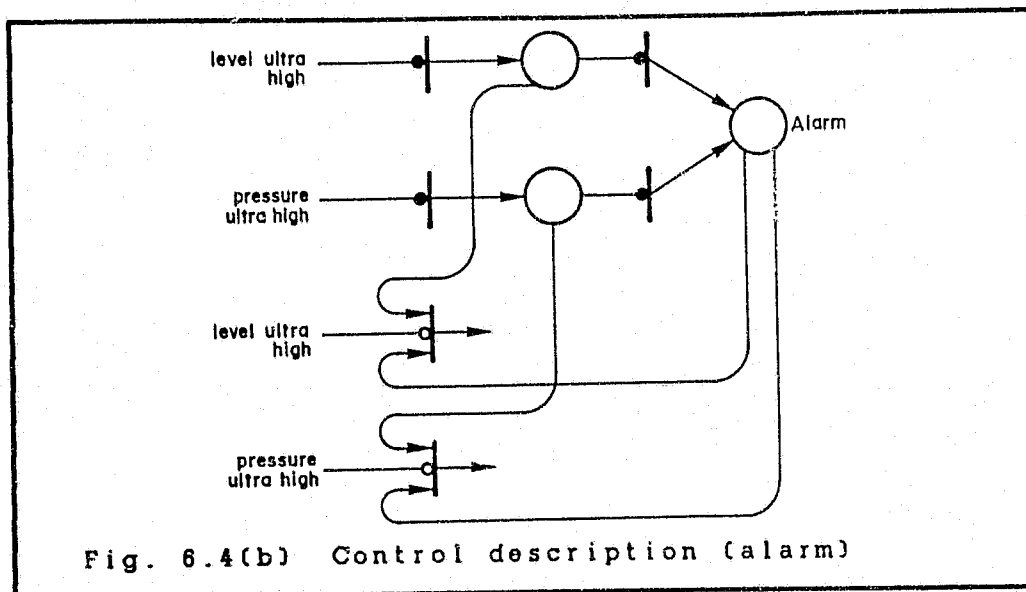 level ultra
high
Alarm
pressure
ultra high
level ultra
high
pressure
ultra high
Fig. 6.4(b) Control description (alarm)